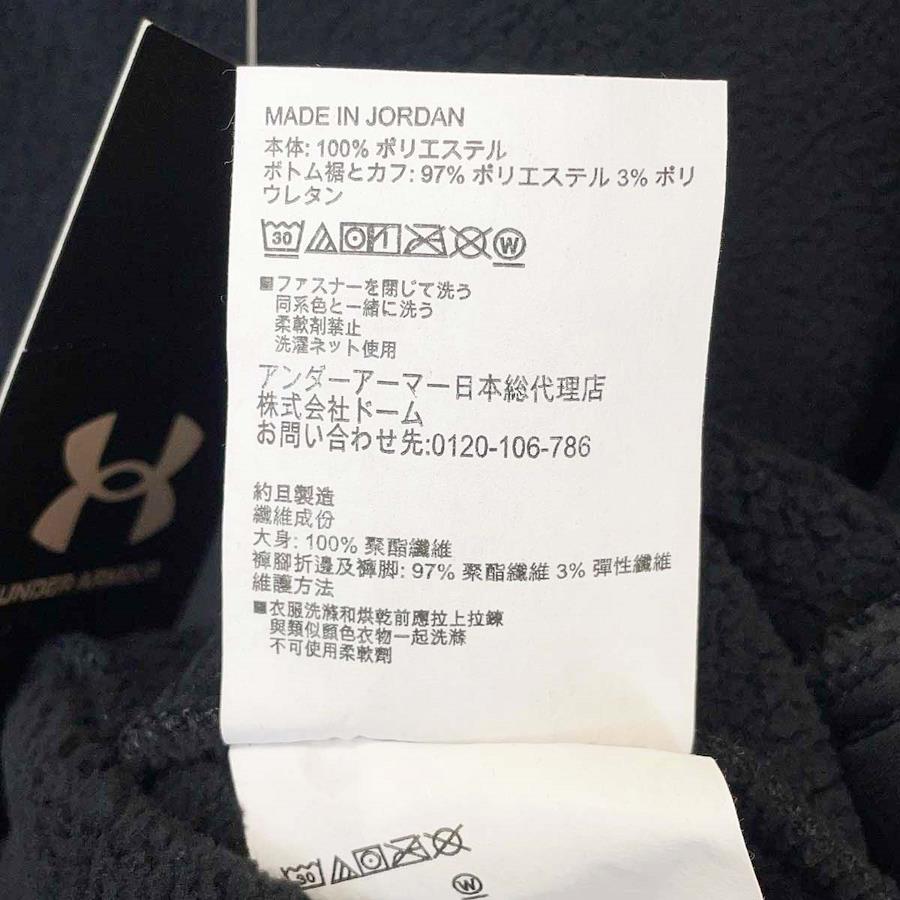 MADE IN JORDAN
本体: 100% ポリエステル
ボトム裾とカフ: 97% ポリエステル 3% ポリ
ウレタン
30
W
■ファスナーを閉じて洗う
同系色と一緒に洗う
柔軟剤禁止
洗濯ネット使用
アンダーアーマー日本総代理店
株式会社ドーム
お問い合わせ先:0120-106-786
約旦製造
纖維成份
大身: 100% 聚酯纖維
褲腳折邊及褲腳: 97% 聚酯纖維 3% 彈性纖維
維護方法
■衣服洗滌和烘乾前應拉上拉鍊
與類似顏色衣物一起洗滌
不可使用柔軟劑
UNDER ARMOUR
30
W